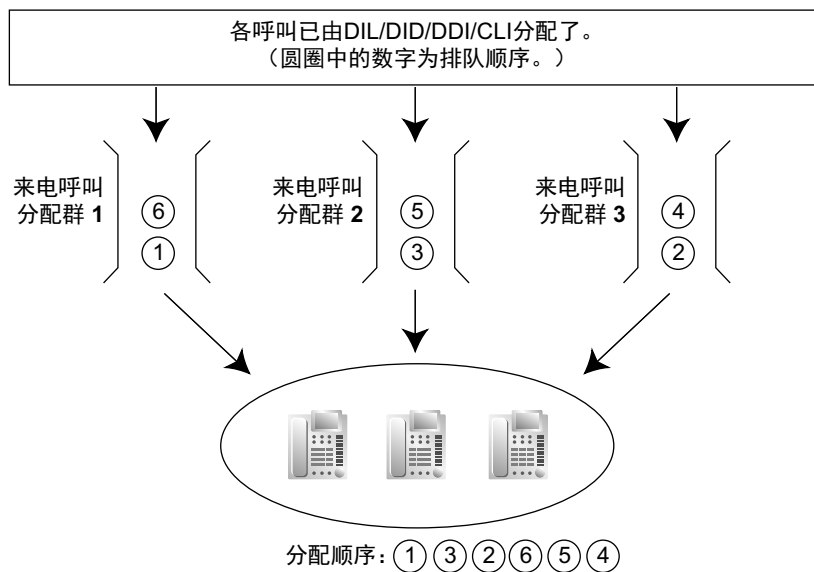 各呼叫已由DIL/DID/DDI/CLI分配了。
（圆圈中的数字为排队顺序。）
来电呼叫
分配群 1
⑥
①
来电呼叫
分配群 2
⑤
③
来电呼叫
分配群 3
④
②
分配顺序：①③②⑥⑤④